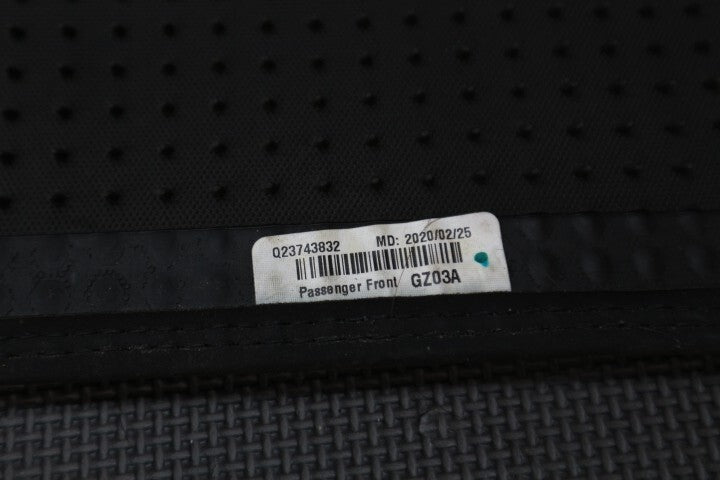 Q23743832 MD: 2020/02/25
Passenger Front GZ03A